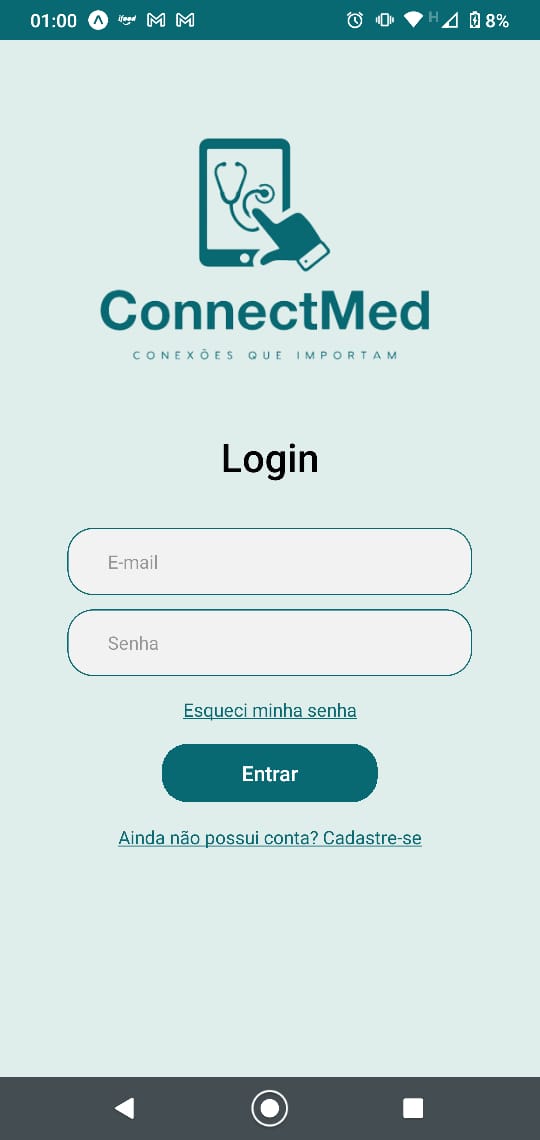 01:00 ifood H 8%
ConnectMed
CONEXÕES QUE IMPORTAM
Login
E-mail
Senha
Esqueci minha senha
Entrar
Ainda não possui conta? Cadastre-se